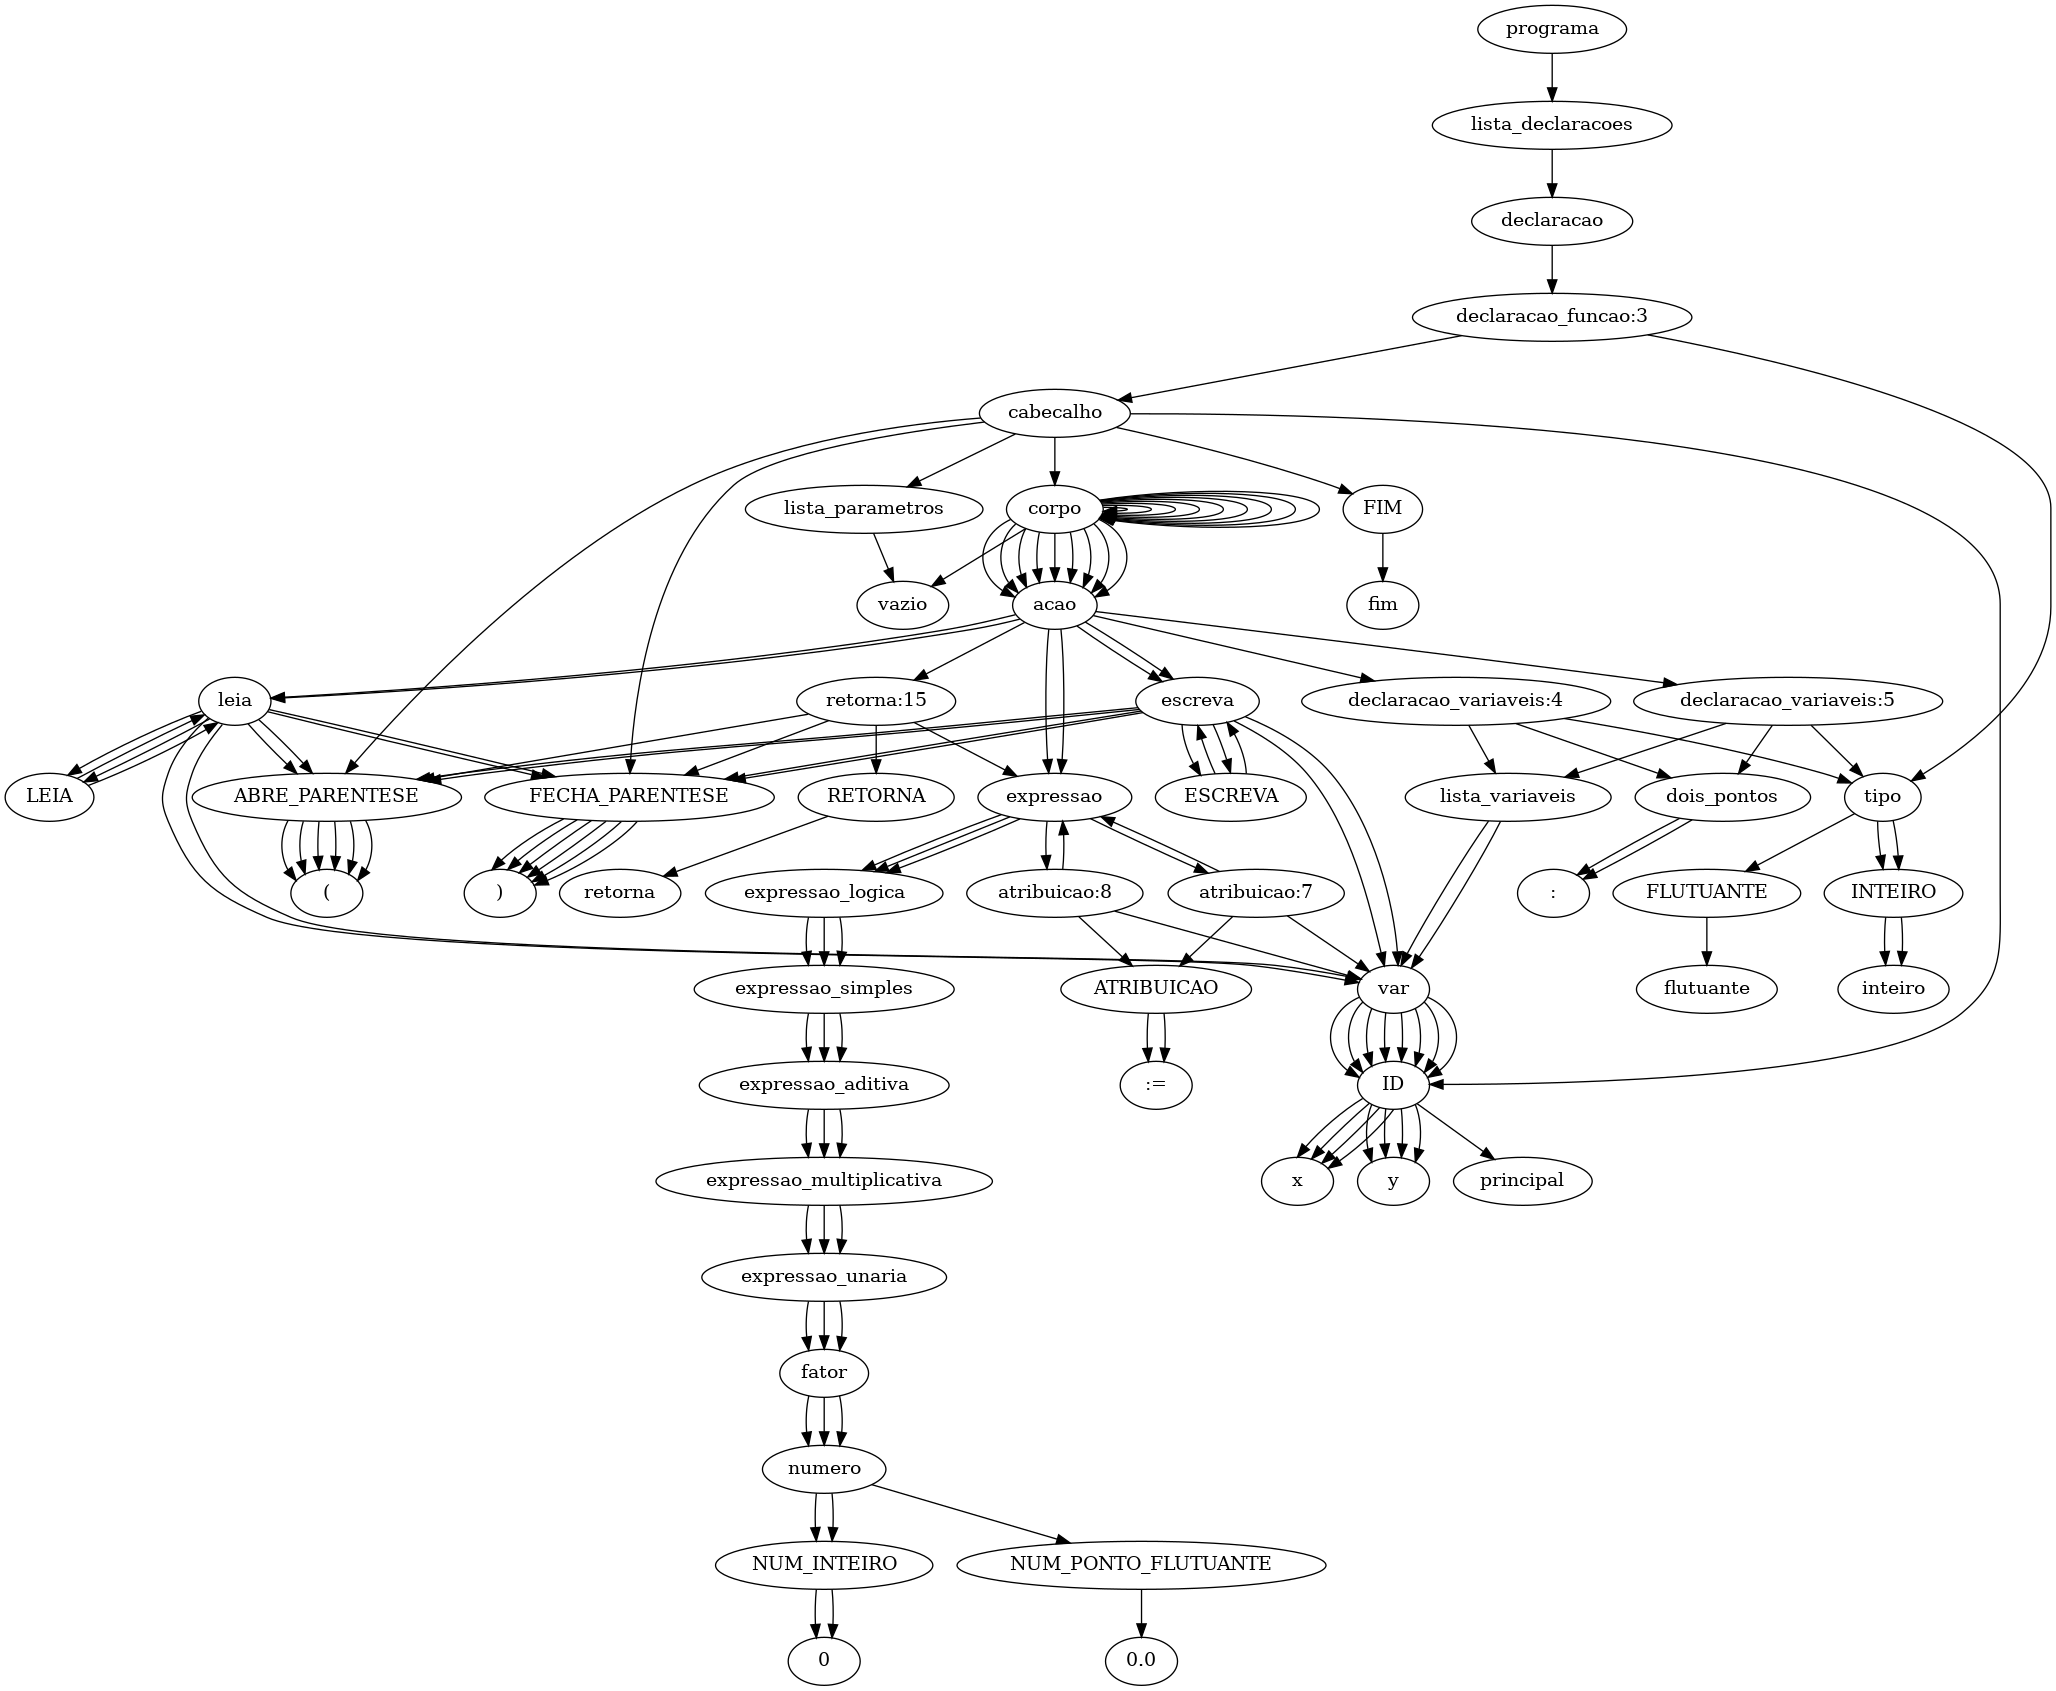 programa
lista_declaracoes
declaracao
declaracao_funcao:3
cabecalho
lista_parametros
corpo
FIM
vazio
acao
fim
leia
retorna:15
escreva
declaracao_variaveis:4
declaracao_variaveis:5
LEIA
ABRE_PARENTESE
FECHA_PARENTESE
RETORNA
expressao
ESCREVA
lista_variaveis
dois_pontos
tipo
(
)
retorna
expressao_logica
atribuicao:8
atribuicao:7
:
FLUTUANTE
INTEIRO
expressao_simples
ATRIBUICAO
var
flutuante
inteiro
expressao_aditiva
:=
ID
expressao_multiplicativa
x
y
principal
expressao_unaria
fator
numero
NUM_INTEIRO
NUM_PONTO_FLUTUANTE
0
0.0